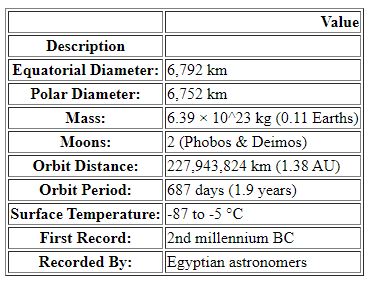 Value
Description
Equatorial Diameter: 6,792 km
Polar Diameter: 6,752 km
Mass: 6.39 × 10^23 kg (0.11 Earths)
Moons: 2 (Phobos & Deimos)
Orbit Distance: 227,943,824 km (1.38 AU)
Orbit Period: 687 days (1.9 years)
Surface Temperature: -87 to -5 °C
First Record: 2nd millennium BC
Recorded By: Egyptian astronomers